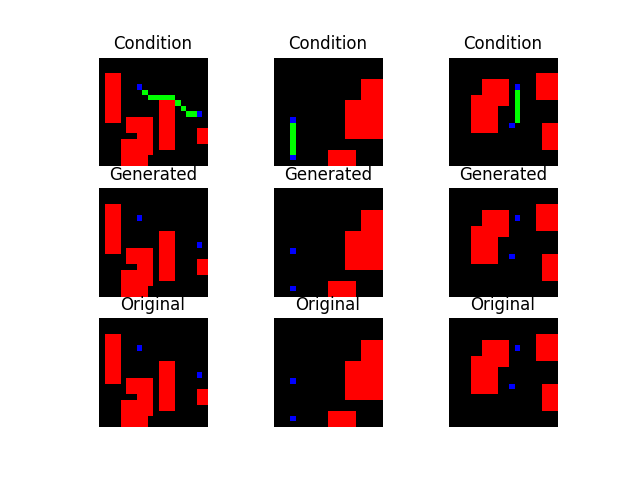 Condition Condition Condition
Generated Generated Generated
Original Original Original